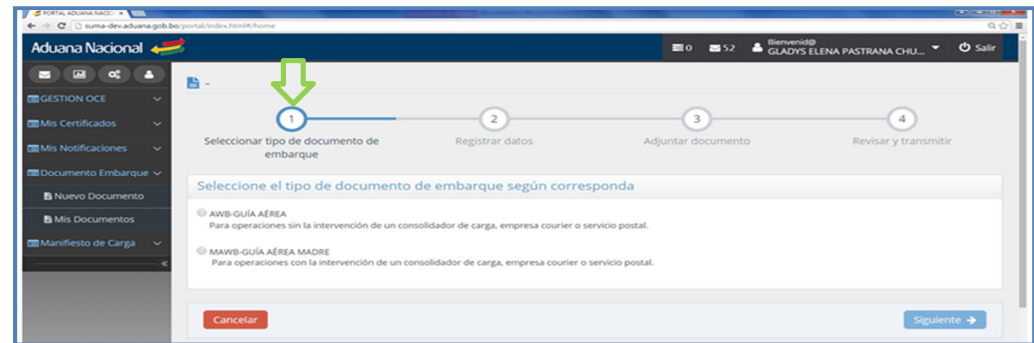 PORTAL ADUANA NACIO
suma-dev.aduana.gob.bo/portal/index.html#/home
Aduana Nacional
0
52
Bienvenid@
GLADYS ELENA PASTRANA CHU...
Salir
GESTION OCE
Mis Certificados
Mis Notificaciones
Documento Embarque
Nuevo Documento
Mis Documentos
Manifiesto de Carga
-
1
2
3
4
Seleccionar tipo de documento de
embarque
Registrar datos
Adjuntar documento
Revisar y transmitir
Seleccione el tipo de documento de embarque según corresponda
AWB-GUÍA AÉREA
Para operaciones sin la intervención de un consolidador de carga, empresa courier o servicio postal.
MAWB-GUÍA AÉREA MADRE
Para operaciones con la intervención de un consolidador de carga, empresa courier o servicio postal.
Cancelar
Siguiente